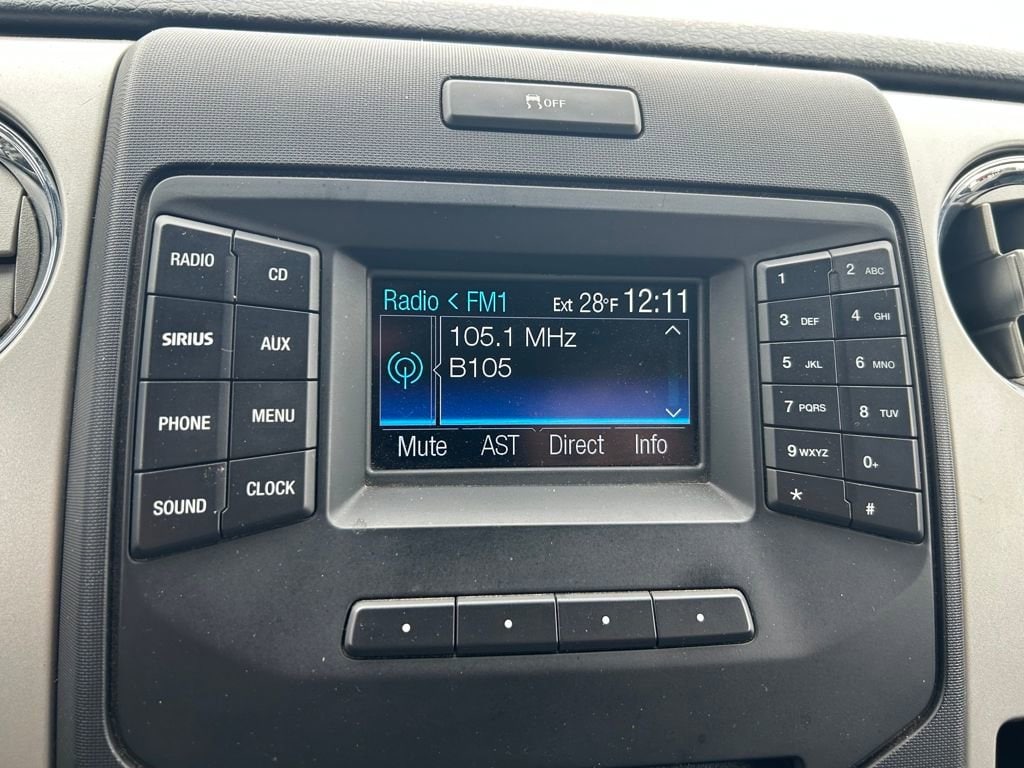 OFF
RADIO
CD
SIRIUS
AUX
PHONE
MENU
SOUND
CLOCK
Radio < FM1 Ext 28°F 12:11
105.1 MHz
B105
Mute AST Direct Info
1
2 ABC
3 DEF
4 GHI
5 JKL
6 MNO
7 PQRS
8 TUV
9 WXYZ
0+
*
#